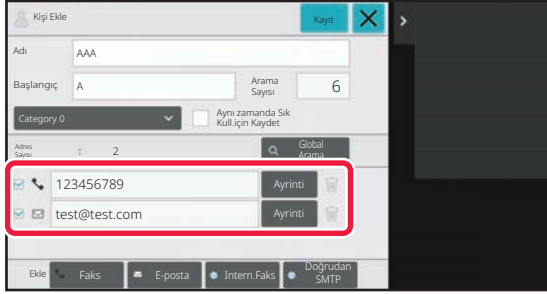 Kişi Ekle
Kayıt
Adı
AAA
Başlangıç
A
Arama
Sayısı
6
Category 0
Aynı zamanda Sık
Kull.için Kaydet
Adres
Sayısı
:
2
Global
Arama
123456789
Ayrinti
test@test.com
Ayrinti
Ekle
Faks
E-posta
Intern.Faks
Doğrudan
SMTP